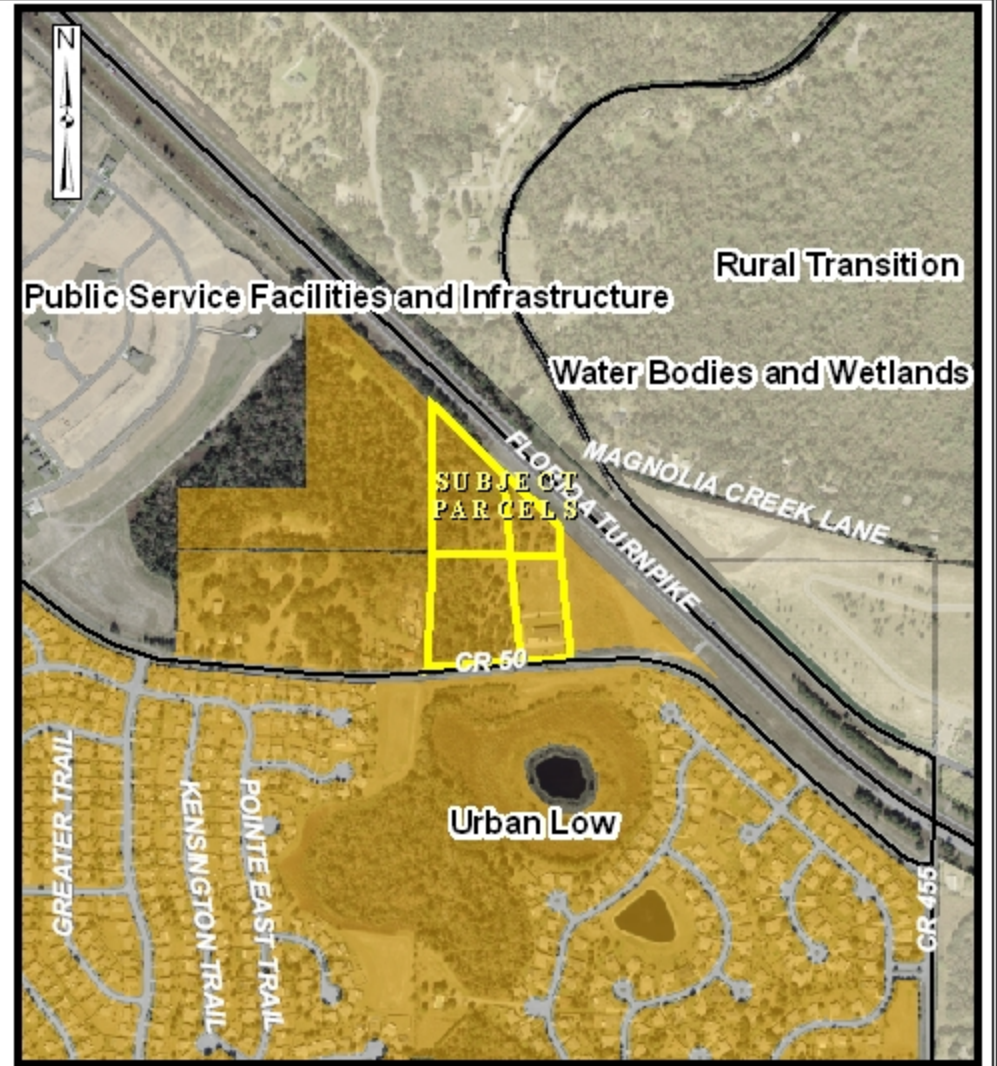 N
Rural Transition
Public Service Facilities and Infrastructure
Water Bodies and Wetlands
FLORIDA TURNPIKE
MAGNOLIA CREEK LANE
SUBJECT
PARCELS
CR 50
Urban Low
GREATER TRAIL
KENSINGTON TRAIL
POINTE EAST TRAIL
CR 455